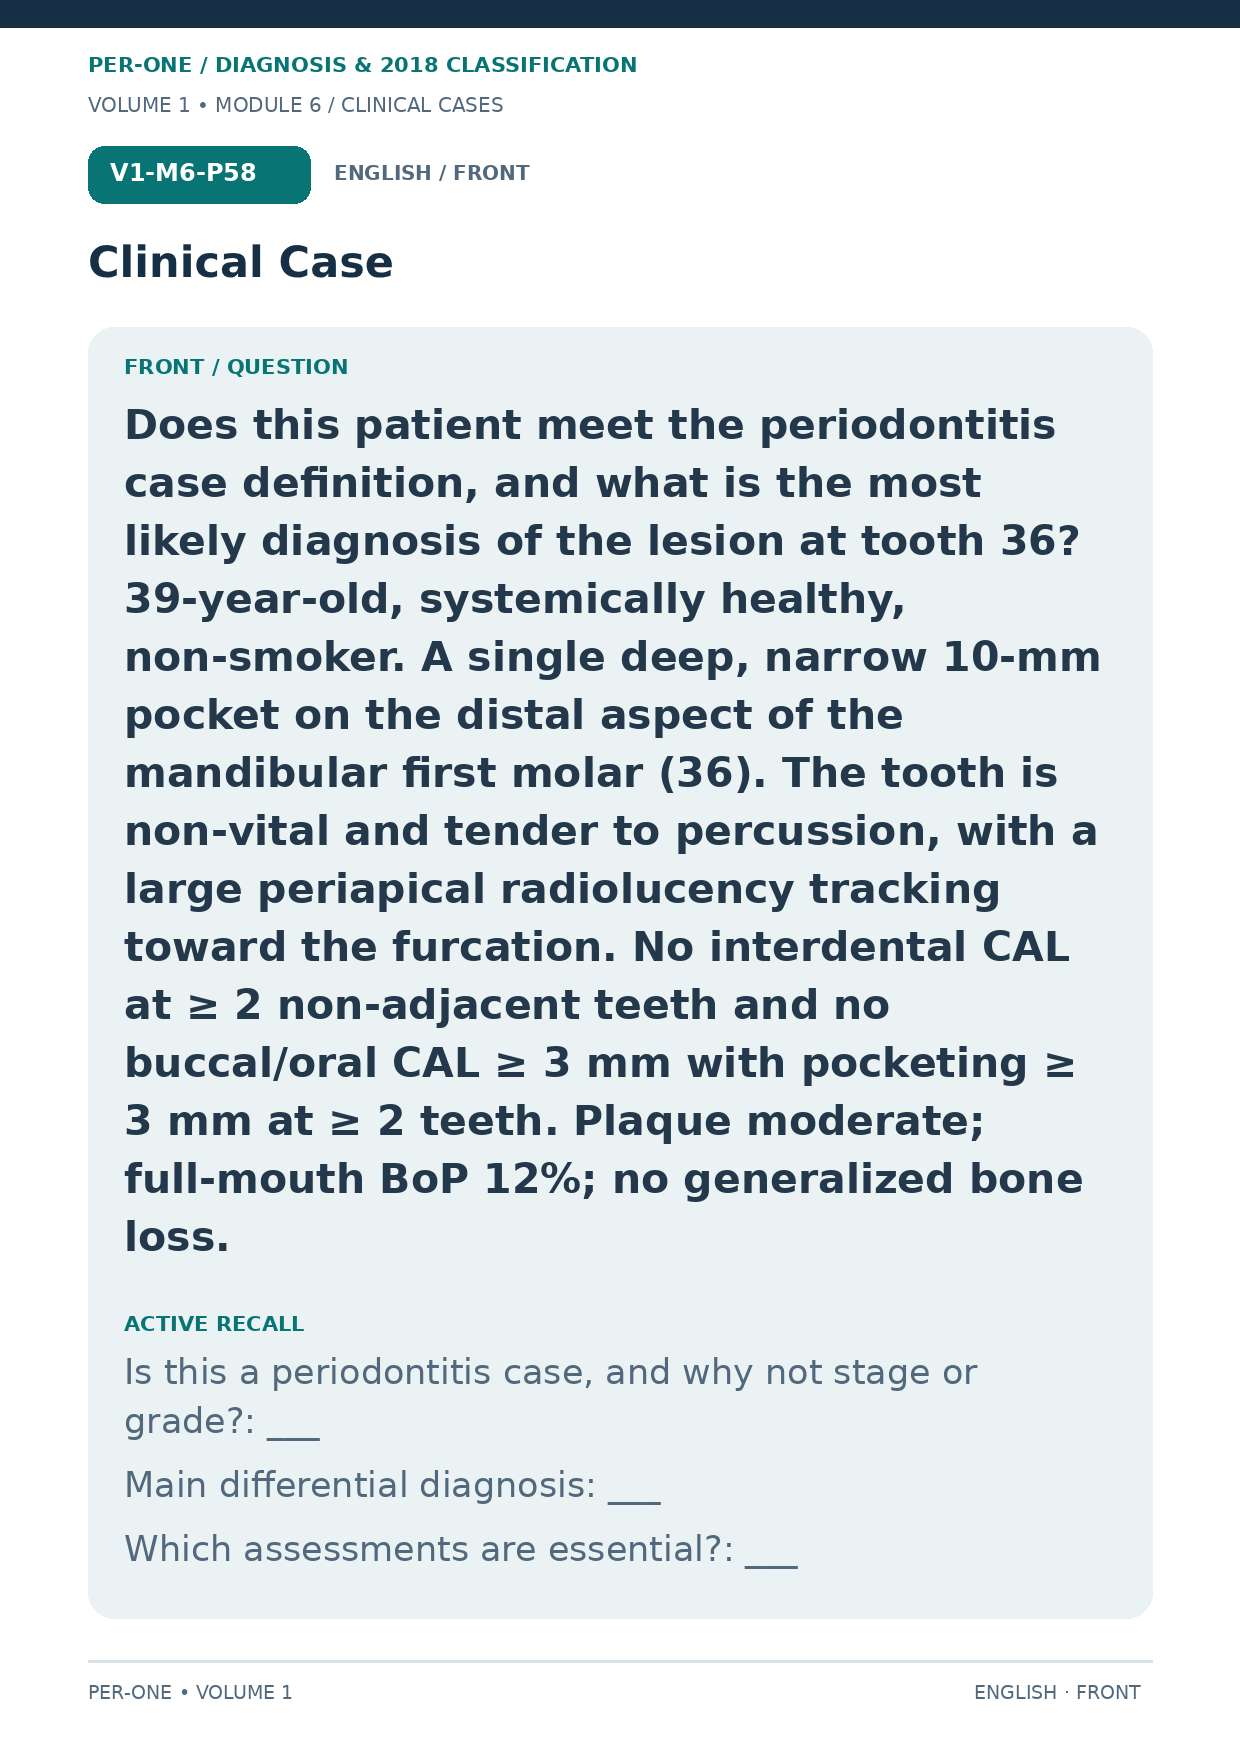 PER-ONE / DIAGNOSIS & 2018 CLASSIFICATION
VOLUME 1 • MODULE 6 / CLINICAL CASES
V1-M6-P58
ENGLISH / FRONT
Clinical Case
FRONT / QUESTION
Does this patient meet the periodontitis
case definition, and what is the most
likely diagnosis of the lesion at tooth 36?
39-year-old, systemically healthy,
non-smoker. A single deep, narrow 10-mm
pocket on the distal aspect of the
mandibular first molar (36). The tooth is
non-vital and tender to percussion, with a
large periapical radiolucency tracking
toward the furcation. No interdental CAL
at ≥ 2 non-adjacent teeth and no
buccal/oral CAL ≥ 3 mm with pocketing ≥
3 mm at ≥ 2 teeth. Plaque moderate;
full-mouth BoP 12%; no generalized bone
loss.
ACTIVE RECALL
Is this a periodontitis case, and why not stage or
grade?: ___
Main differential diagnosis: ___
Which assessments are essential?: ___
PER-ONE • VOLUME 1
ENGLISH · FRONT